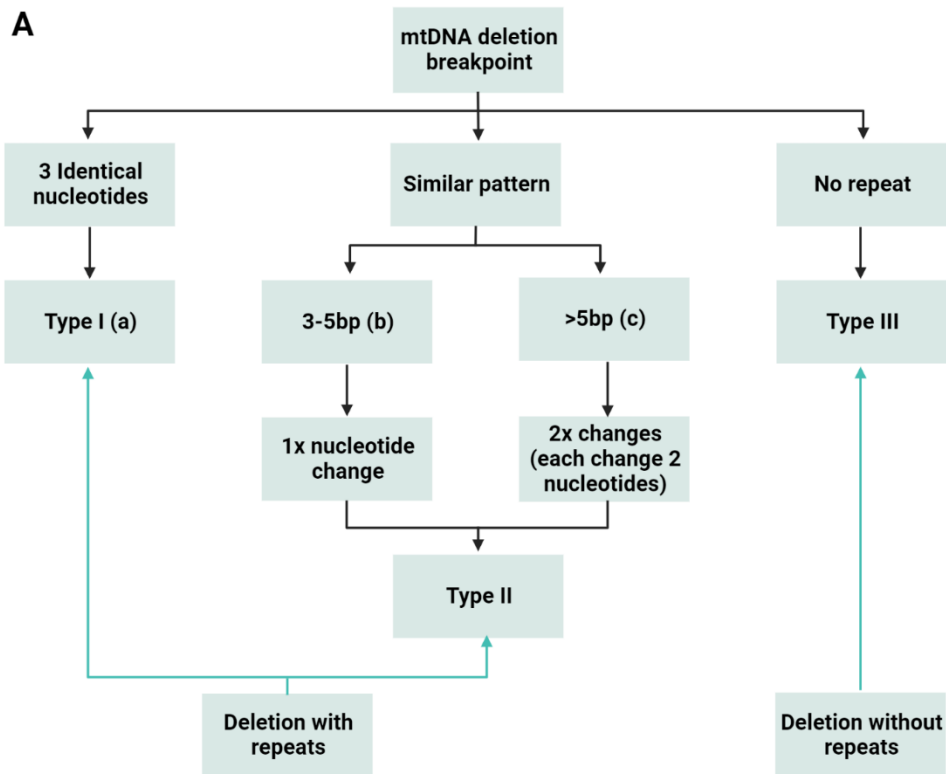 A
mtDNA deletion
breakpoint
3 Identical
nucleotides
Similar pattern
No repeat
Type I (a)
3-5bp (b)
>5bp (c)
Type III
1x nucleotide
change
2x changes
(each change 2
nucleotides)
Type II
Deletion with
repeats
Deletion without
repeats